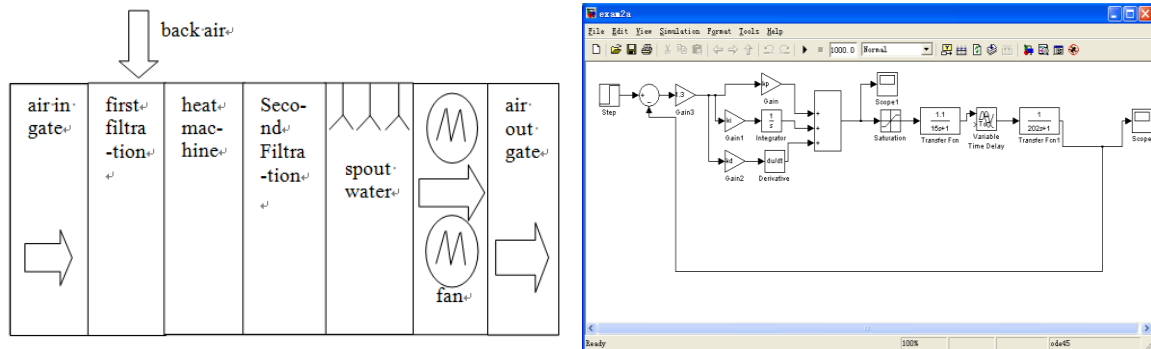 back air
air in
gate
first
filtra
-tion
heat
mac-
hine
Seco-
nd
Filtra
-tion
spout
water
fan
air
out
gate
exam2a
File Edit View Simulation Format Tools Help
1000.0 Normal
Step
1.3
Gain3
kp
Gain
ki
Gain1
1
s
Integrator
kd
Gain2
du/dt
Derivative
Scope1
Saturation
1.1
15s+1
Transfer Fcn
Variable
Time Delay
1
202s+1
Transfer Fcn1
Scope
Ready 100% ode45